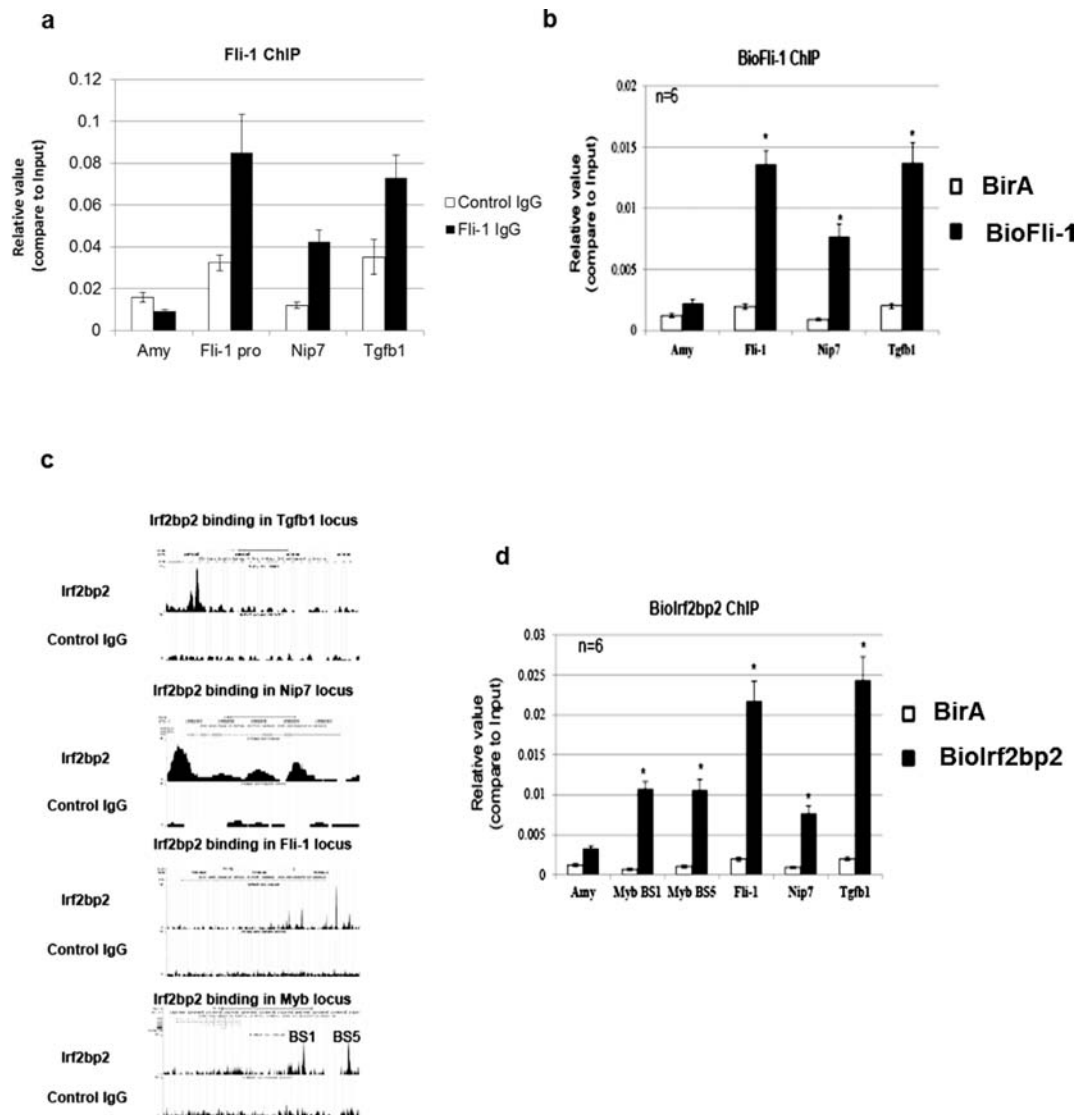 a
Fli-1 ChIP
Relative value
(compare to Input)
0.12
0.1
0.08
0.06
0.04
0.02
0
Amy Fli-1 pro Nip7 Tgfb1
Control IgG
Fli-1 IgG
b
BioFli-1 ChIP
n=6
Relative value
(compare to Input)
0.02
0.015
0.01
0.005
0
* * *
Amy Fli-1 Nip7 Tgfb1
BirA
BioFli-1
c
Irf2bp2 binding in Tgfb1 locus
Irf2bp2
Control IgG
Irf2bp2 binding in Nip7 locus
Irf2bp2
Control IgG
Irf2bp2 binding in Fli-1 locus
Irf2bp2
Control IgG
Irf2bp2 binding in Myb locus
BS1 BS5
Irf2bp2
Control IgG
d
BioIrf2bp2 ChIP
n=6
Relative value
(compare to Input)
0.03
0.025
0.02
0.015
0.01
0.005
0
* * * * *
Amy Myb BS1 Myb BS5 Fli-1 Nip7 Tgfb1
BirA
BioIrf2bp2